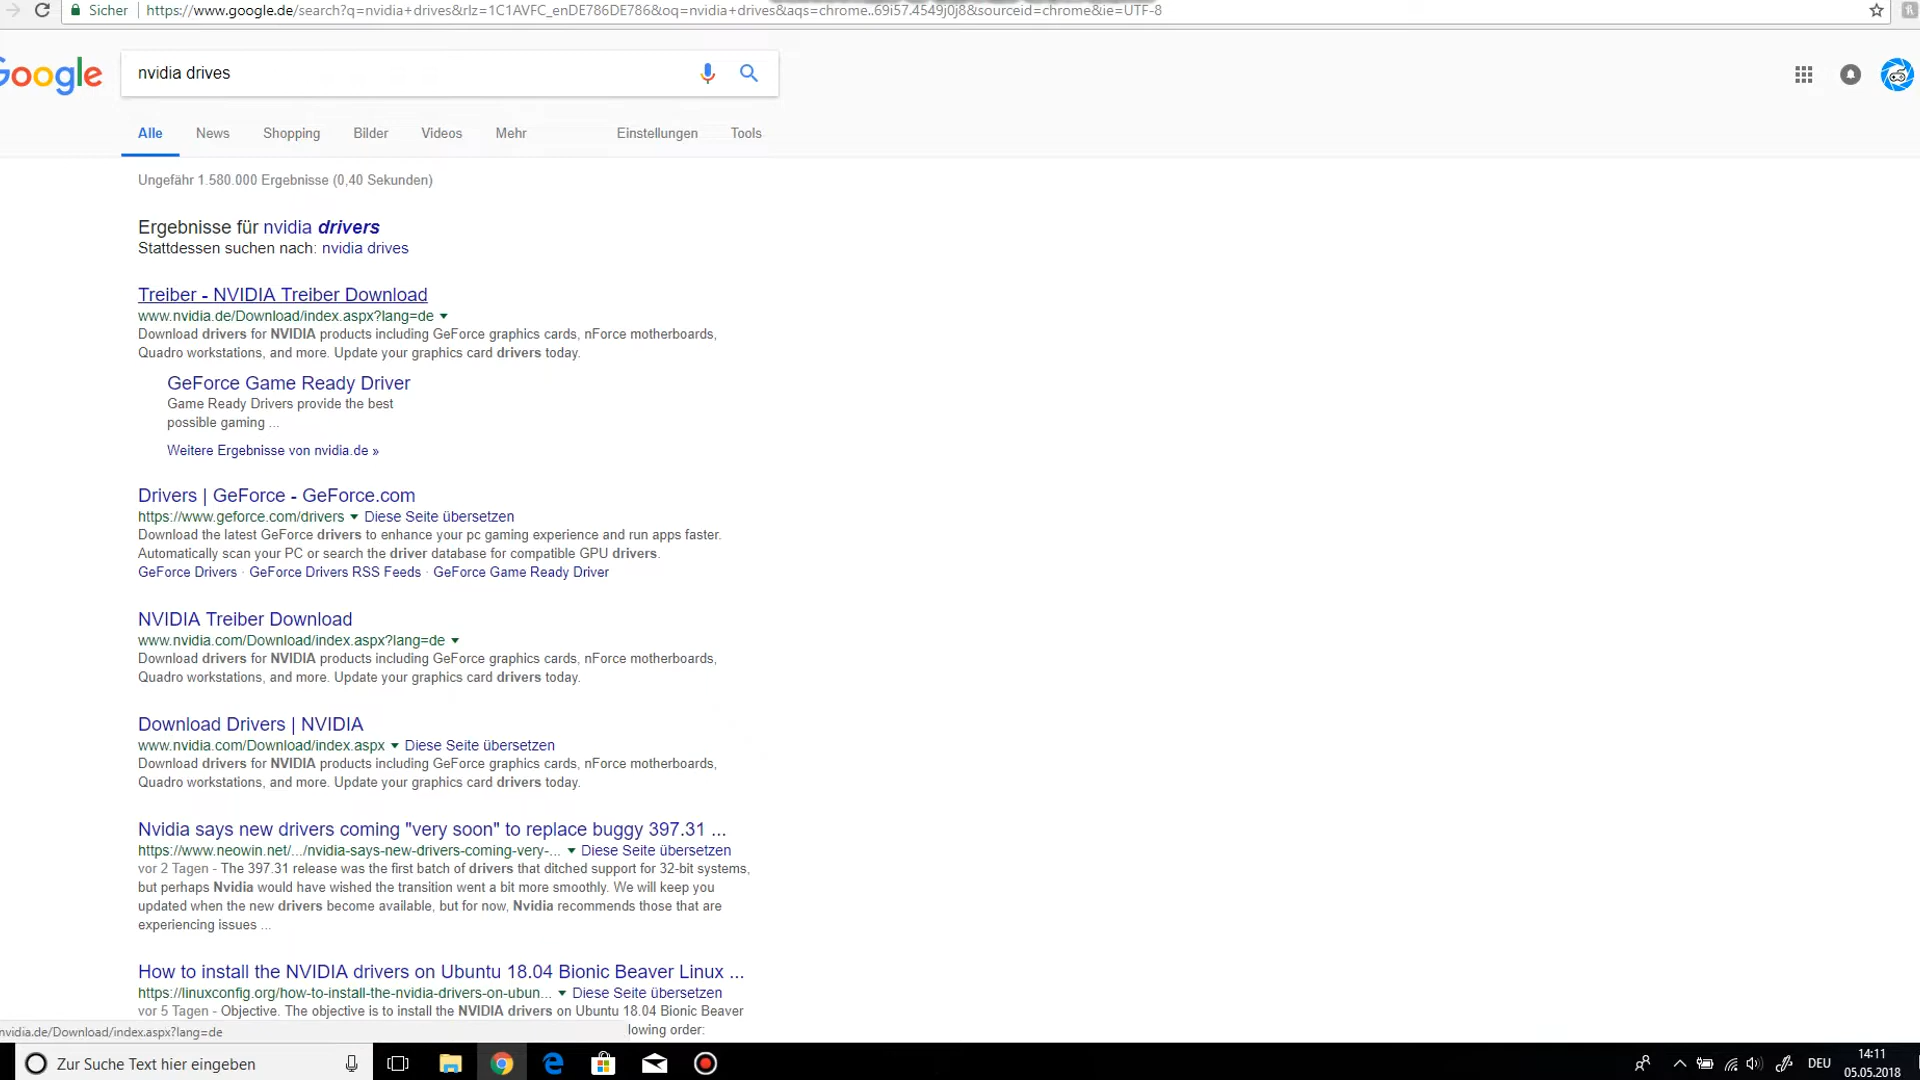 Sicher https://www.google.de/search?q=nvidia+drives&rlz=1C1AVFC_enDE786DE786&oq=nvidia+drives&aqs=chrome..69i57.4549j0j8&sourceid=chrome&ie=UTF-8
Google nvidia drives
Alle News Shopping Bilder Videos Mehr Einstellungen Tools
Ungefähr 1.580.000 Ergebnisse (0,40 Sekunden)
Ergebnisse für nvidia drivers
Stattdessen suchen nach: nvidia drives
Treiber - NVIDIA Treiber Download
www.nvidia.de/Download/index.aspx?lang=de
Download drivers for NVIDIA products including GeForce graphics cards, nForce motherboards,
Quadro workstations, and more. Update your graphics card drivers today.
GeForce Game Ready Driver
Game Ready Drivers provide the best
possible gaming ...
Weitere Ergebnisse von nvidia.de »
Drivers | GeForce - GeForce.com
https://www.geforce.com/drivers Diese Seite übersetzen
Download the latest GeForce drivers to enhance your pc gaming experience and run apps faster.
Automatically scan your PC or search the driver database for compatible GPU drivers.
GeForce Drivers · GeForce Drivers RSS Feeds · GeForce Game Ready Driver
NVIDIA Treiber Download
www.nvidia.com/Download/index.aspx?lang=de
Download drivers for NVIDIA products including GeForce graphics cards, nForce motherboards,
Quadro workstations, and more. Update your graphics card drivers today.
Download Drivers | NVIDIA
www.nvidia.com/Download/index.aspx Diese Seite übersetzen
Download drivers for NVIDIA products including GeForce graphics cards, nForce motherboards,
Quadro workstations, and more. Update your graphics card drivers today.
Nvidia says new drivers coming "very soon" to replace buggy 397.31 ...
https://www.neowin.net/.../nvidia-says-new-drivers-coming-very-... Diese Seite übersetzen
vor 2 Tagen - The 397.31 release was the first batch of drivers that ditched support for 32-bit systems,
but perhaps Nvidia would have wished the transition went a bit more smoothly. We will keep you
updated when the new drivers become available, but for now, Nvidia recommends those that are
experiencing issues ...
How to install the NVIDIA drivers on Ubuntu 18.04 Bionic Beaver Linux ...
https://linuxconfig.org/how-to-install-the-nvidia-drivers-on-ubun... Diese Seite übersetzen
vor 5 Tagen - Objective. The objective is to install the NVIDIA drivers on Ubuntu 18.04 Bionic Beaver
lowing order:
nvidia.de/Download/index.aspx?lang=de
Zur Suche Text hier eingeben
DEU
14:11
05.05.2018